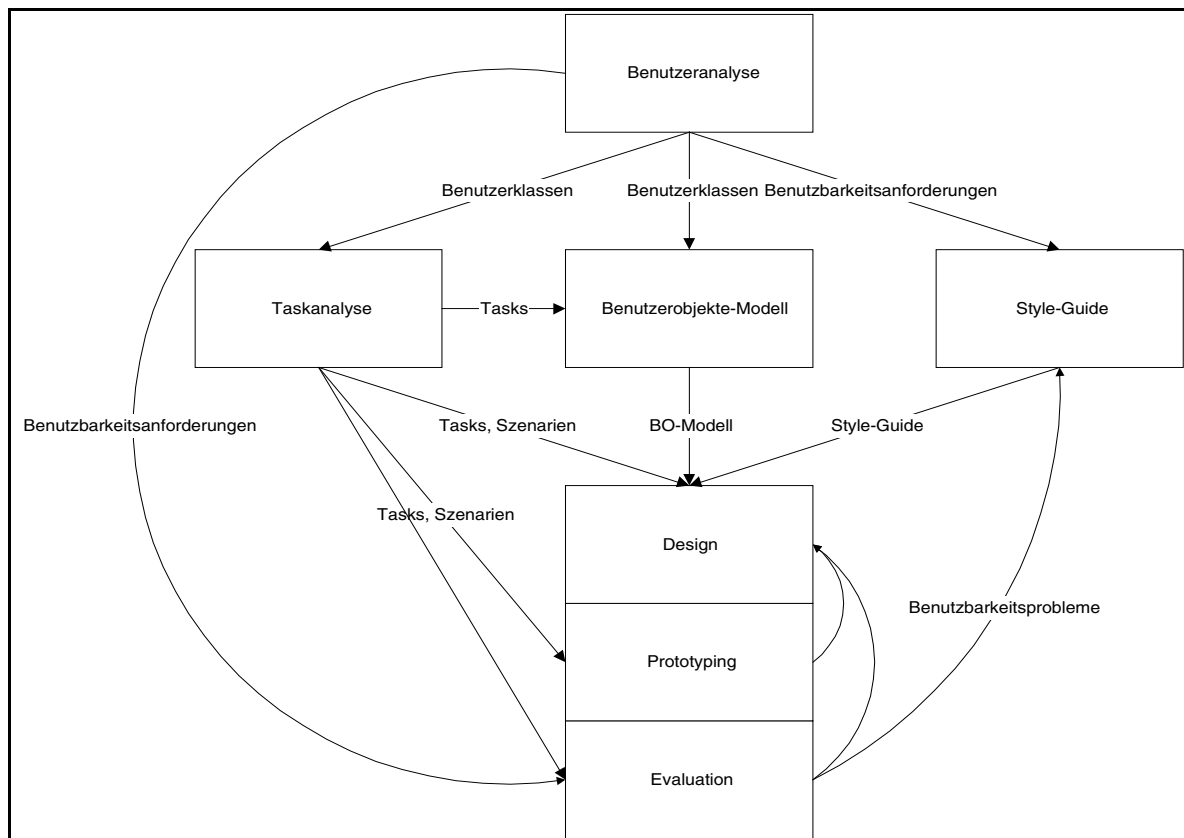 Benutzeranalyse
Benutzerklassen
Benutzerklassen
Benutzbarkeitsanforderungen
Taskanalyse
Tasks
Benutzerobjekte-Modell
Style-Guide
Benutzbarkeitsanforderungen
Tasks, Szenarien
BO-Modell
Style-Guide
Tasks, Szenarien
Design
Benutzbarkeitsprobleme
Prototyping
Evaluation